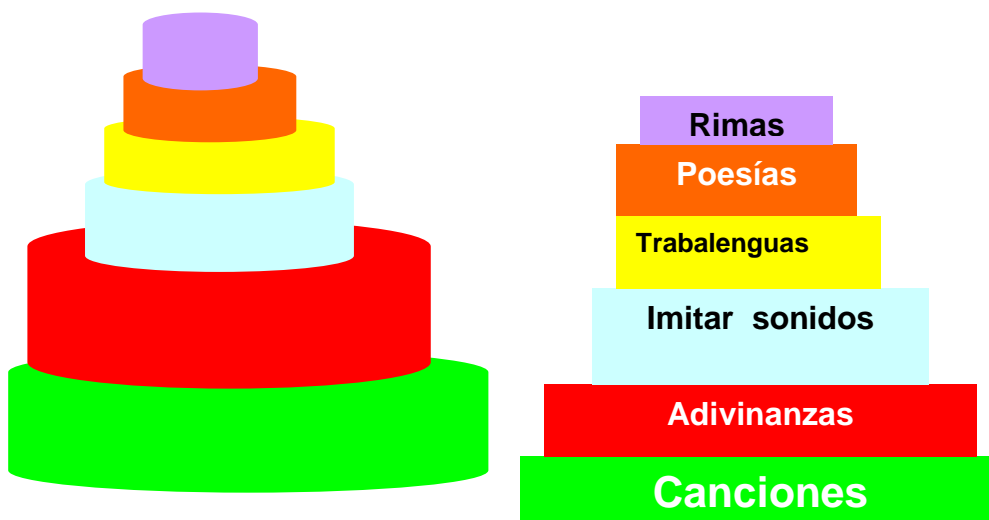 Rimas
Poesías
Trabalenguas
Imitar sonidos
Adivinanzas
Canciones